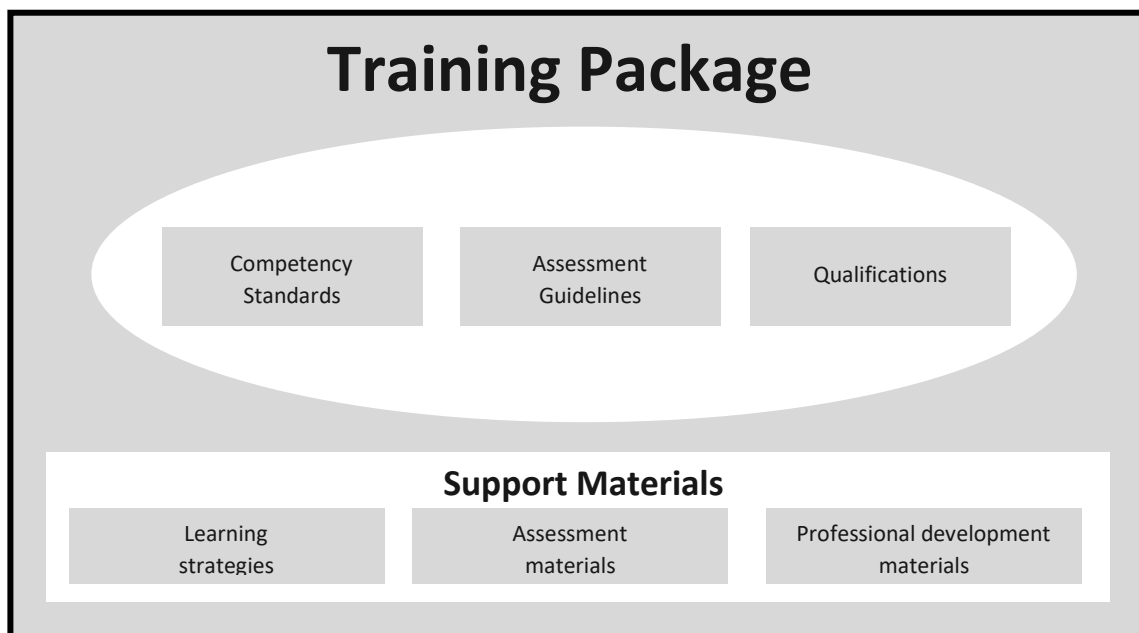 Training Package
Competency
Standards
Assessment
Guidelines
Qualifications
Support Materials
Learning
strategies
Assessment
materials
Professional development
materials